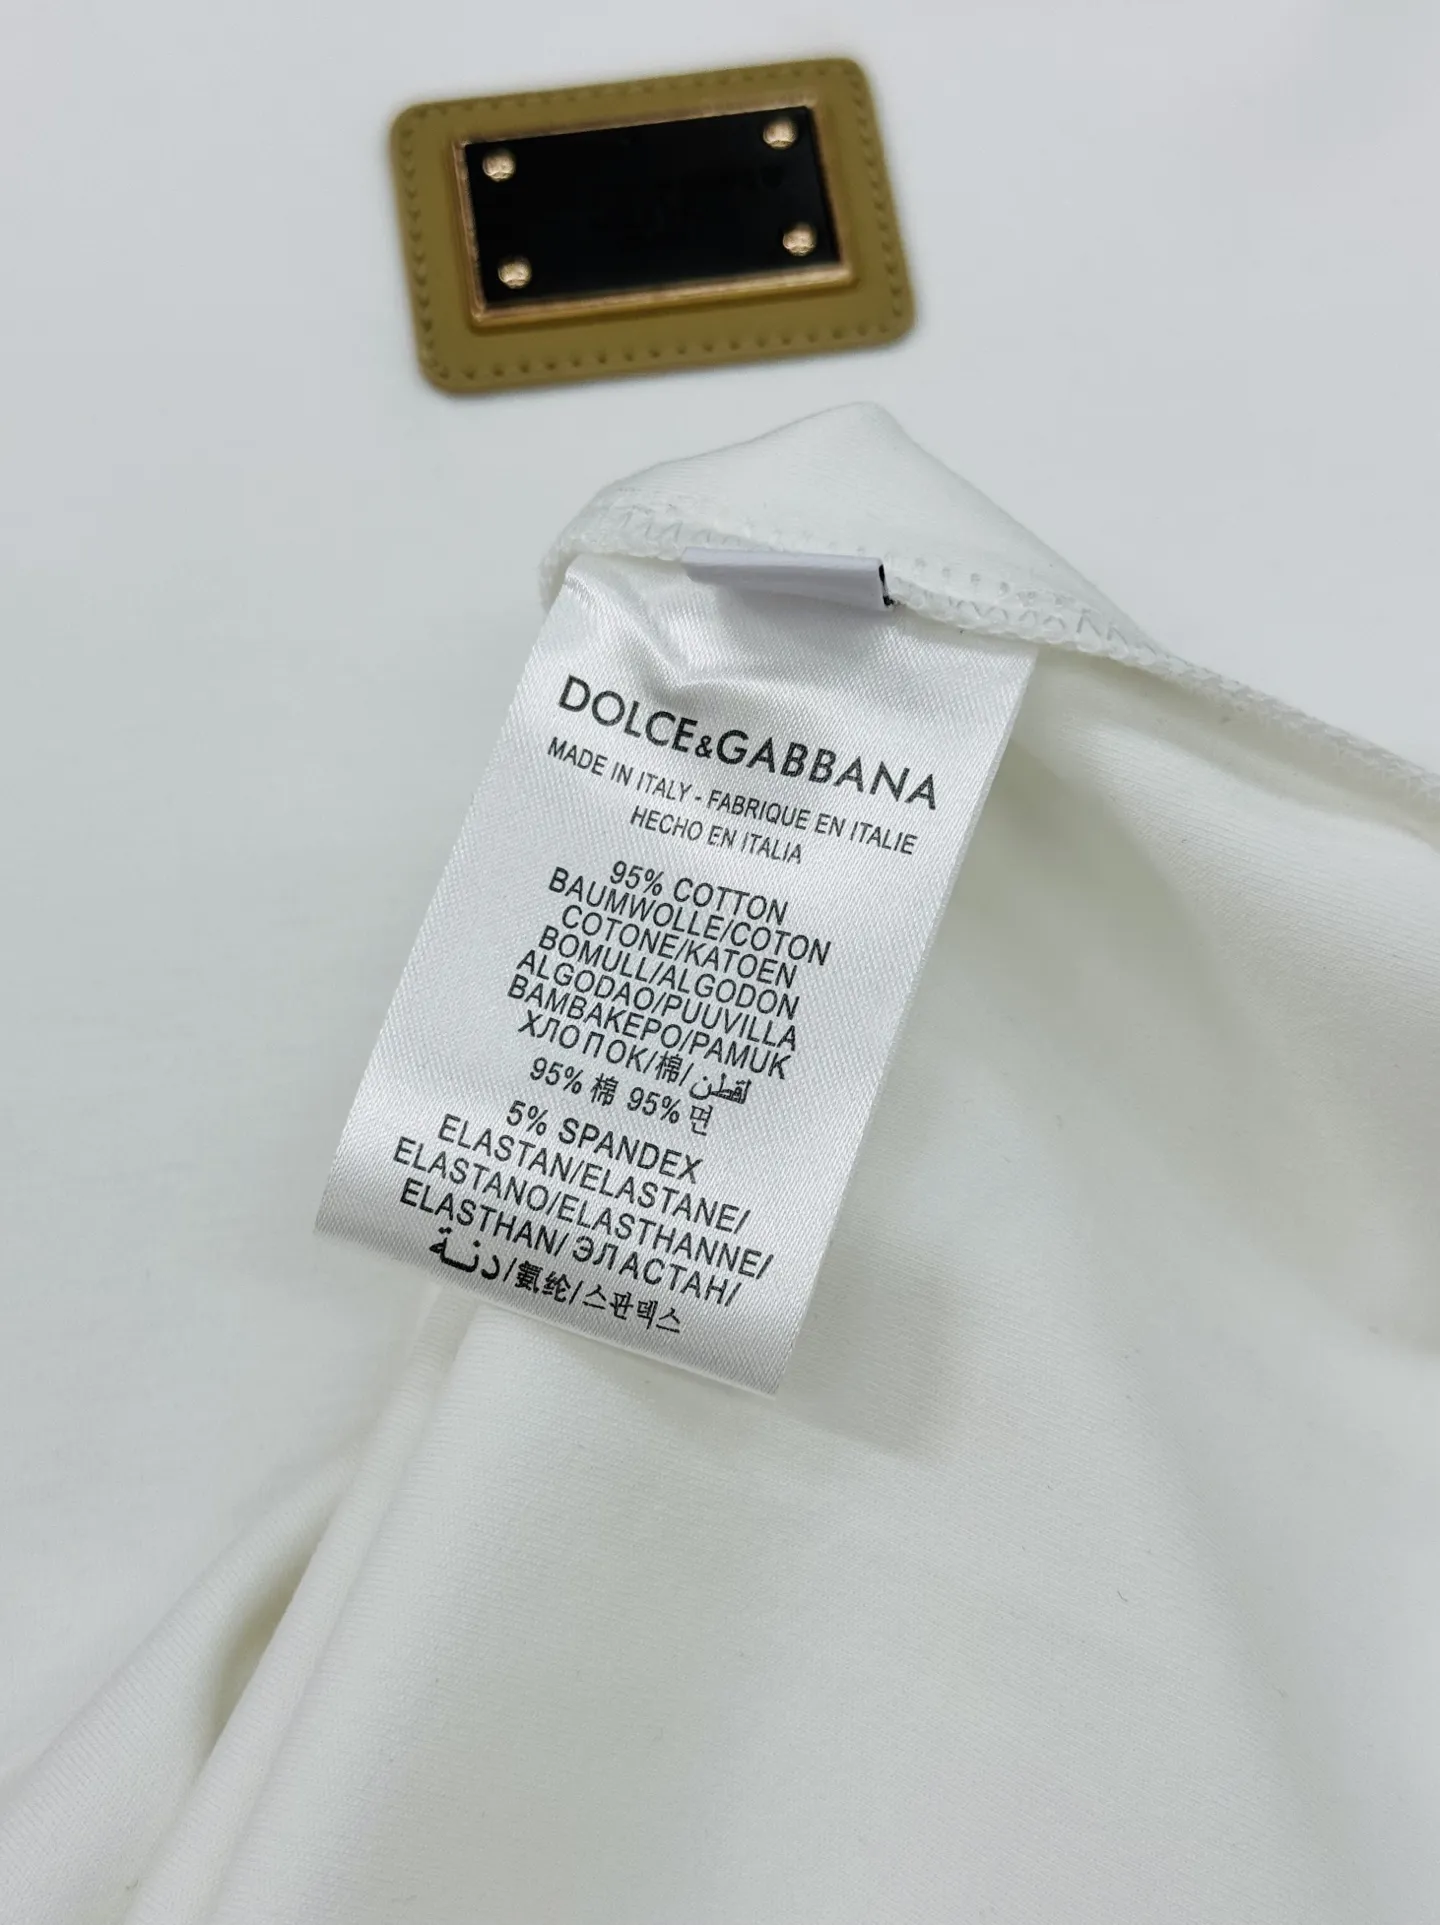 DOLCE&GABBANA
MADE IN ITALY - FABRIQUE EN ITALIE
HECHO EN ITALIA
95% COTTON
BAUMWOLLE/COTON
COTONE/KATOEN
BOMULL/ALGODON
ALGODAO/PUUVILLA
BAMBAKEPO/PAMUK
ХЛОПОК/棉/لقطن
95% 棉 95% 면
5% SPANDEX
ELASTAN/ELASTANE/
ELASTANO/ELASTHANNE/
ELASTHAN/ ЭЛАСТАН/
دنـة/氨纶/스판덱스